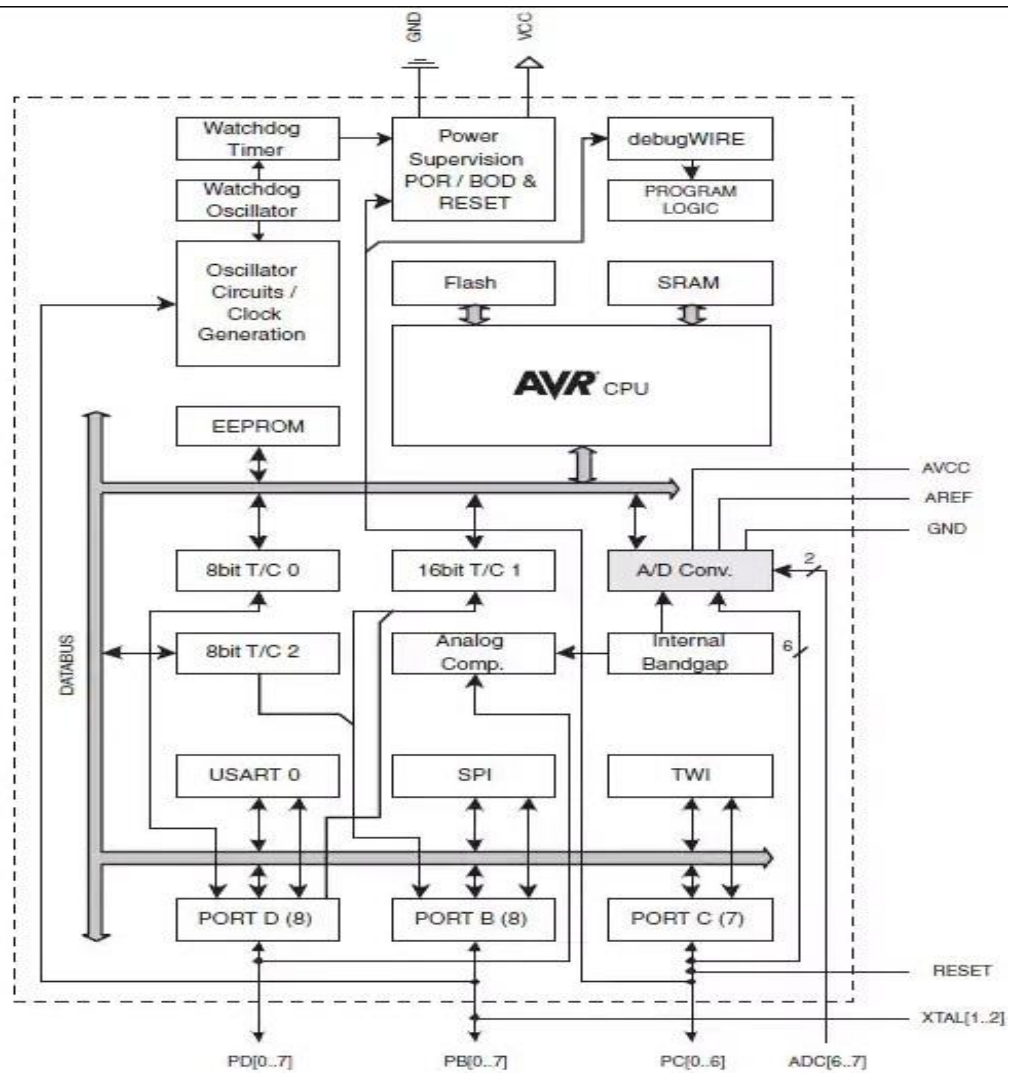 GND
VCC
Watchdog
Timer
Power
Supervision
POR / BOD &
RESET
debugWIRE
Watchdog
Oscillator
PROGRAM
LOGIC
Oscillator
Circuits /
Clock
Generation
Flash
SRAM
AVR CPU
EEPROM
AVCC
AREF
GND
8bit T/C 0
16bit T/C 1
A/D Conv.
2
DATABUS
8bit T/C 2
Analog
Comp.
Internal
Bandgap
6
USART 0
SPI
TWI
PORT D (8)
PORT B (8)
PORT C (7)
RESET
XTAL[1..2]
PD[0..7]
PB[0..7]
PC[0..6]
ADC[6..7]